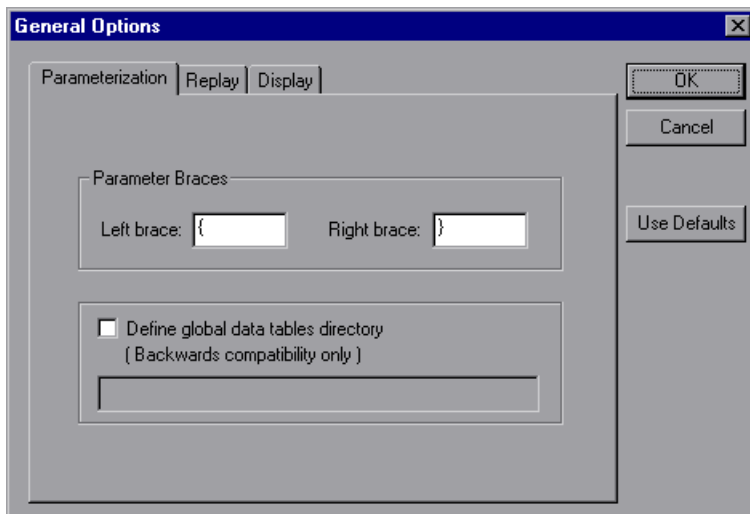 General Options
Parameterization Replay Display
OK
Cancel
Use Defaults
Parameter Braces
Left brace: { Right brace: }
Define global data tables directory
( Backwards compatibility only )